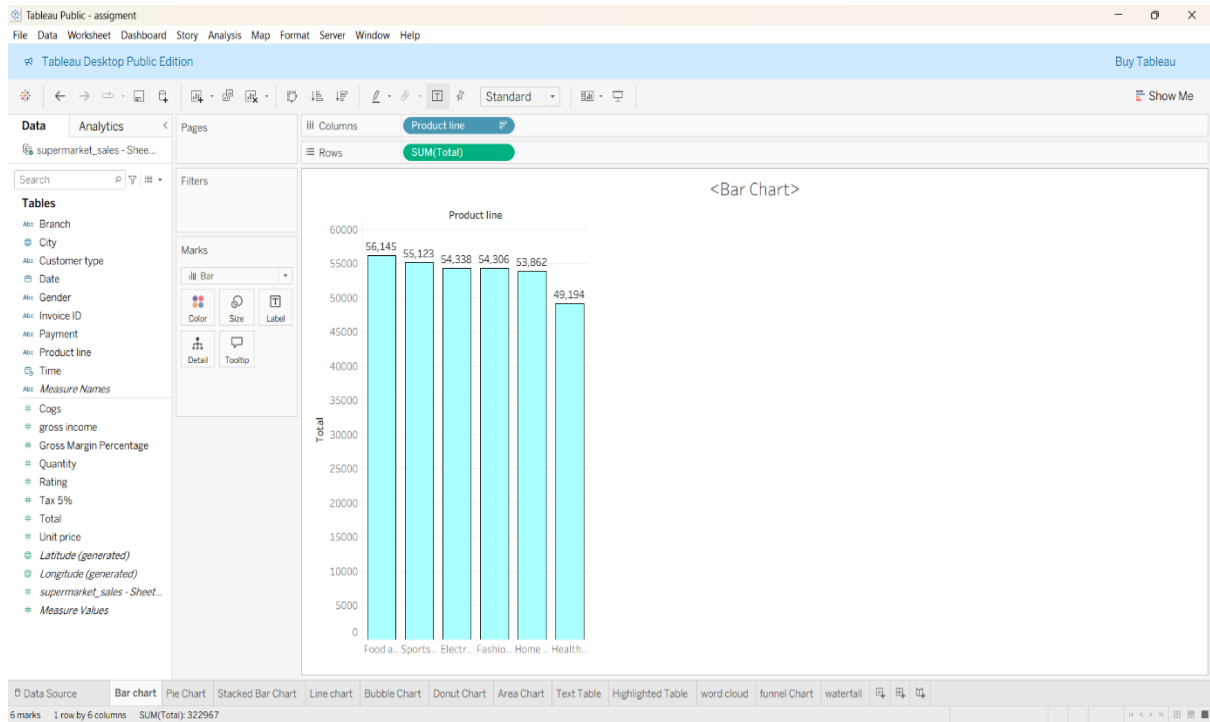 Tableau Public - assigment
File Data Worksheet Dashboard Story Analysis Map Format Server Window Help
Tableau Desktop Public Edition
Buy Tableau
Standard
Show Me
Data Analytics
supermarket_sales - Shee...
Search
Tables
Abc Branch
City
Abc Customer type
Date
Abc Gender
Abc Invoice ID
Abc Payment
Abc Product line
Time
Abc Measure Names
# Cogs
# gross income
# Gross Margin Percentage
# Quantity
# Rating
# Tax 5%
# Total
# Unit price
Latitude (generated)
Longitude (generated)
# supermarket_sales - Sheet...
# Measure Values
Pages
Filters
Marks
Bar
Color Size Label
Detail Tooltip
Columns Product line
Rows SUM(Total)
<Bar Chart>
Product line
60000
55000
50000
45000
40000
35000
30000
25000
20000
15000
10000
5000
0
Total
56,145 55,123 54,338 54,306 53,862 49,194
Food a.. Sports.. Electr.. Fashio.. Home .. Health..
Data Source Bar chart Pie Chart Stacked Bar Chart Line chart Bubble Chart Donut Chart Area Chart Text Table Highlighted Table word cloud funnel Chart waterfall
6 marks 1 row by 6 columns SUM(Total): 322967